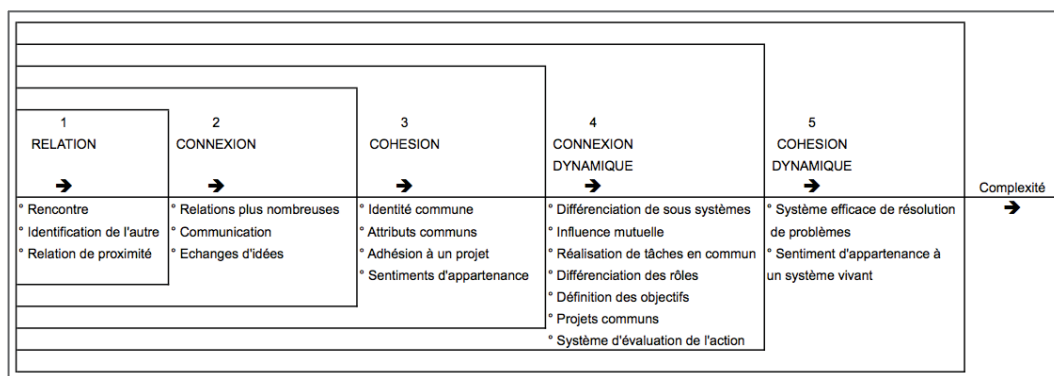 1
RELATION
➔
° Rencontre
° Identification de l'autre
° Relation de proximité
2
CONNEXION
➔
° Relations plus nombreuses
° Communication
° Echanges d'idées
3
COHESION
➔
° Identité commune
° Attributs communs
° Adhésion à un projet
° Sentiments d'appartenance
4
CONNEXION
DYNAMIQUE
➔
° Différenciation de sous systèmes
° Influence mutuelle
° Réalisation de tâches en commun
° Différenciation des rôles
° Définition des objectifs
° Projets communs
° Système d'évaluation de l'action
5
COHESION
DYNAMIQUE
➔
° Système efficace de résolution
de problèmes
° Sentiment d'appartenance à
un système vivant
Complexité
➔